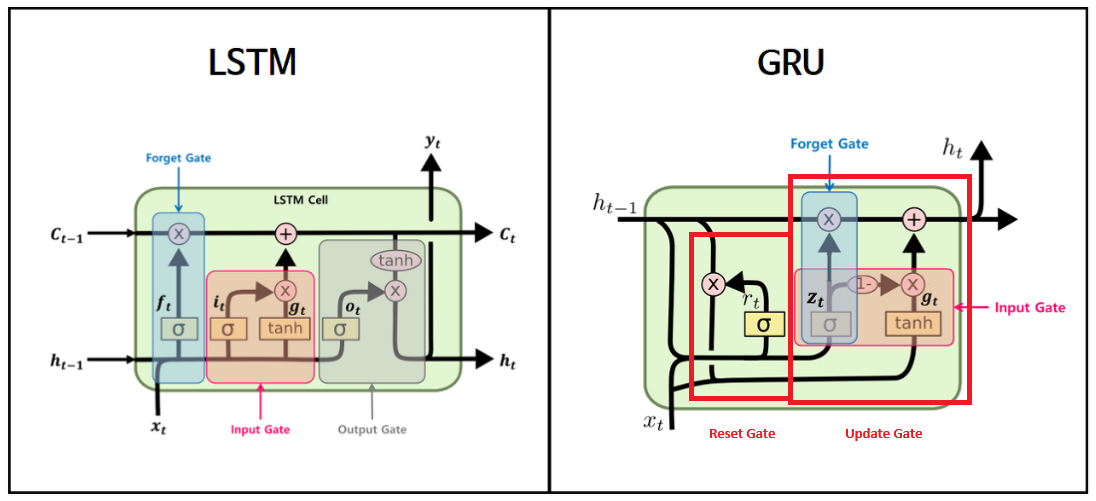 LSTM
Forget Gate
y_t
LSTM Cell
C_{t-1}
x
+
C_t
tanh
f_t
i_t
x
g_t
o_t
x
σ
σ
tanh
σ
h_{t-1}
h_t
x_t
Input Gate
Output Gate
GRU
Forget Gate
h_t
h_{t-1}
x
+
x
r_t
z_t
1-
x
g_t
Input Gate
σ
σ
tanh
x_t
Reset Gate
Update Gate